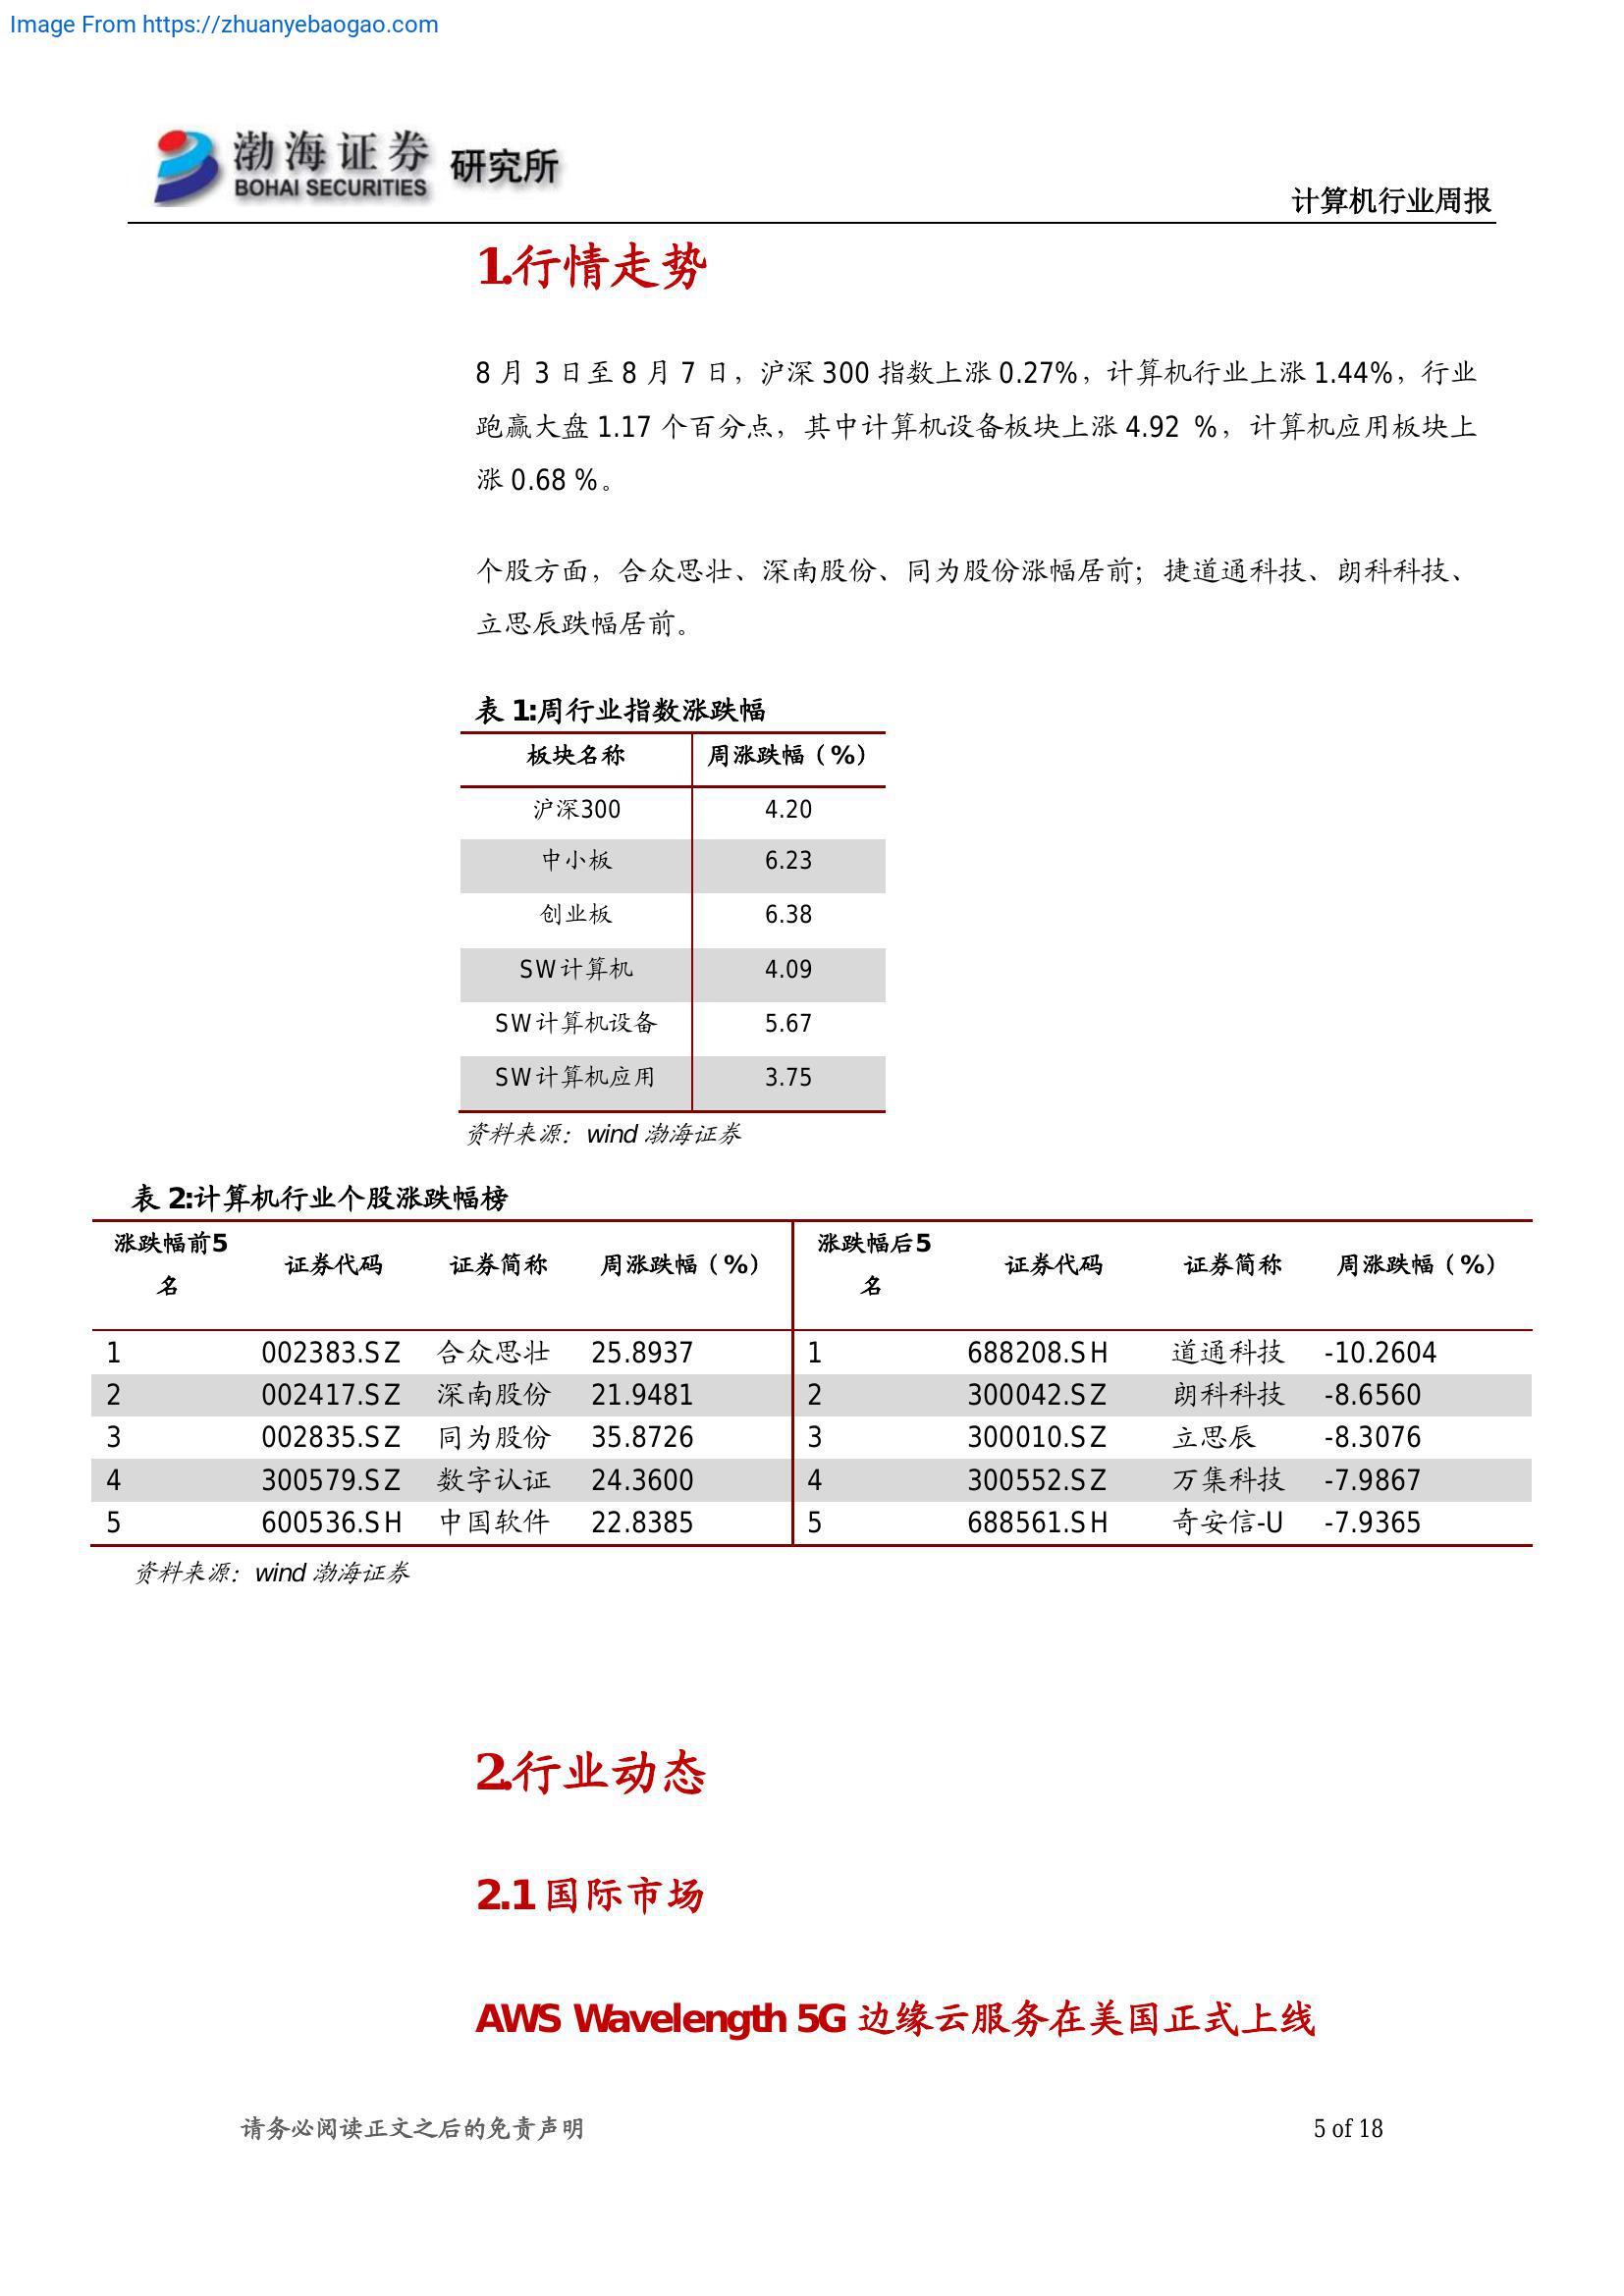 Image From https://zhuanyebaogao.com
渤海证券 研究所
BOHAI SECURITIES
计算机行业周报
1.行情走势
8 月 3 日至 8 月 7 日，沪深 300 指数上涨 0.27%，计算机行业上涨 1.44%，行业
跑赢大盘 1.17 个百分点，其中计算机设备板块上涨 4.92 %，计算机应用板块上
涨 0.68 %。
个股方面，合众思壮、深南股份、同为股份涨幅居前；捷道通科技、朗科科技、
立思辰跌幅居前。
表 1:周行业指数涨跌幅
板块名称 周涨跌幅（%）
沪深300 4.20
中小板 6.23
创业板 6.38
SW计算机 4.09
SW计算机设备 5.67
SW计算机应用 3.75
资料来源：wind 渤海证券
表 2:计算机行业个股涨跌幅榜
涨跌幅前5名 证券代码 证券简称 周涨跌幅（%） 涨跌幅后5名 证券代码 证券简称 周涨跌幅（%）
1 002383.SZ 合众思壮 25.8937 1 688208.SH 道通科技 -10.2604
2 002417.SZ 深南股份 21.9481 2 300042.SZ 朗科科技 -8.6560
3 002835.SZ 同为股份 35.8726 3 300010.SZ 立思辰 -8.3076
4 300579.SZ 数字认证 24.3600 4 300552.SZ 万集科技 -7.9867
5 600536.SH 中国软件 22.8385 5 688561.SH 奇安信-U -7.9365
资料来源：wind 渤海证券
2.行业动态
2.1 国际市场
AWS Wavelength 5G 边缘云服务在美国正式上线
请务必阅读正文之后的免责声明 5 of 18